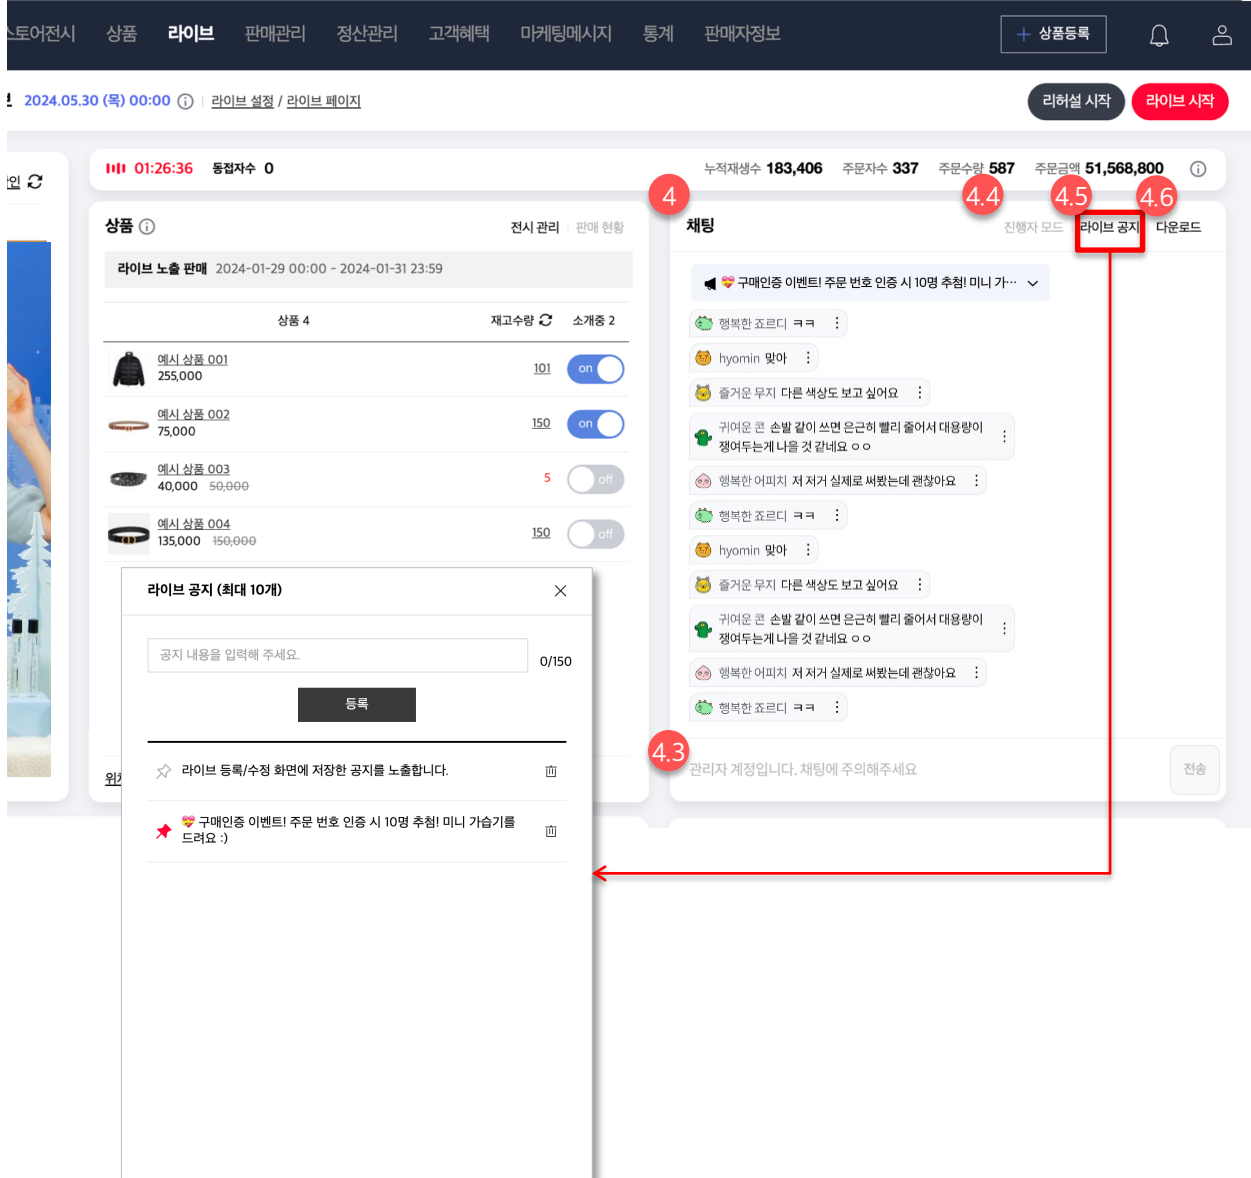 스토어전시 상품 라이브 판매관리 정산관리 고객혜택 마케팅메시지 통계 판매자정보 + 상품등록
2024.05.30 (목) 00:00 라이브 설정 / 라이브 페이지 리허설 시작 라이브 시작
01:26:36 동접자수 0 누적재생수 183,406 주문자수 337 주문수량 587 주문금액 51,568,800
4 4.4 4.5 4.6
상품 전시 관리 판매 현황
라이브 노출 판매 2024-01-29 00:00 - 2024-01-31 23:59
상품 4 재고수량 소개중 2
예시 상품 001
255,000
101 on
예시 상품 002
75,000
150 on
예시 상품 003
40,000 50,000
5 off
예시 상품 004
135,000 150,000
150 off
채팅 진행자 모드 라이브 공지 다운로드
구매인증 이벤트! 주문 번호 인증 시 10명 추첨! 미니 가…
행복한 죠르디 ㅋㅋ
hyomin 맞아
즐거운 무지 다른 색상도 보고 싶어요
귀여운 콘 손발 같이 쓰면 은근히 빨리 줄어서 대용량이
쟁여두는게 나을 것 같네요 ㅇㅇ
행복한 어피치 저 저거 실제로 써봤는데 괜찮아요
행복한 죠르디 ㅋㅋ
hyomin 맞아
즐거운 무지 다른 색상도 보고 싶어요
귀여운 콘 손발 같이 쓰면 은근히 빨리 줄어서 대용량이
쟁여두는게 나을 것 같네요 ㅇㅇ
행복한 어피치 저 저거 실제로 써봤는데 괜찮아요
행복한 죠르디 ㅋㅋ
4.3
관리자 계정입니다. 채팅에 주의해주세요 전송
라이브 공지 (최대 10개)
공지 내용을 입력해 주세요. 0/150
등록
라이브 등록/수정 화면에 저장한 공지를 노출합니다.
구매인증 이벤트! 주문 번호 인증 시 10명 추첨! 미니 가습기를
드려요 :)